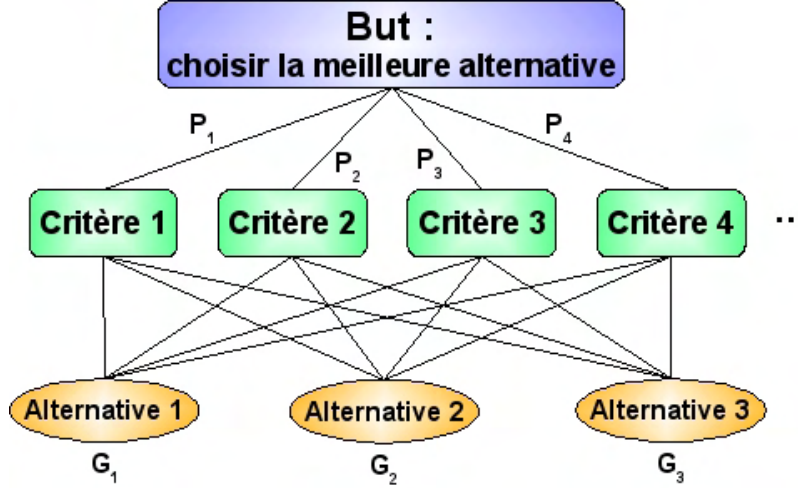 But :
choisir la meilleure alternative
P1
P2
P3
P4
Critère 1
Critère 2
Critère 3
Critère 4
..
Alternative 1
Alternative 2
Alternative 3
G1
G2
G3